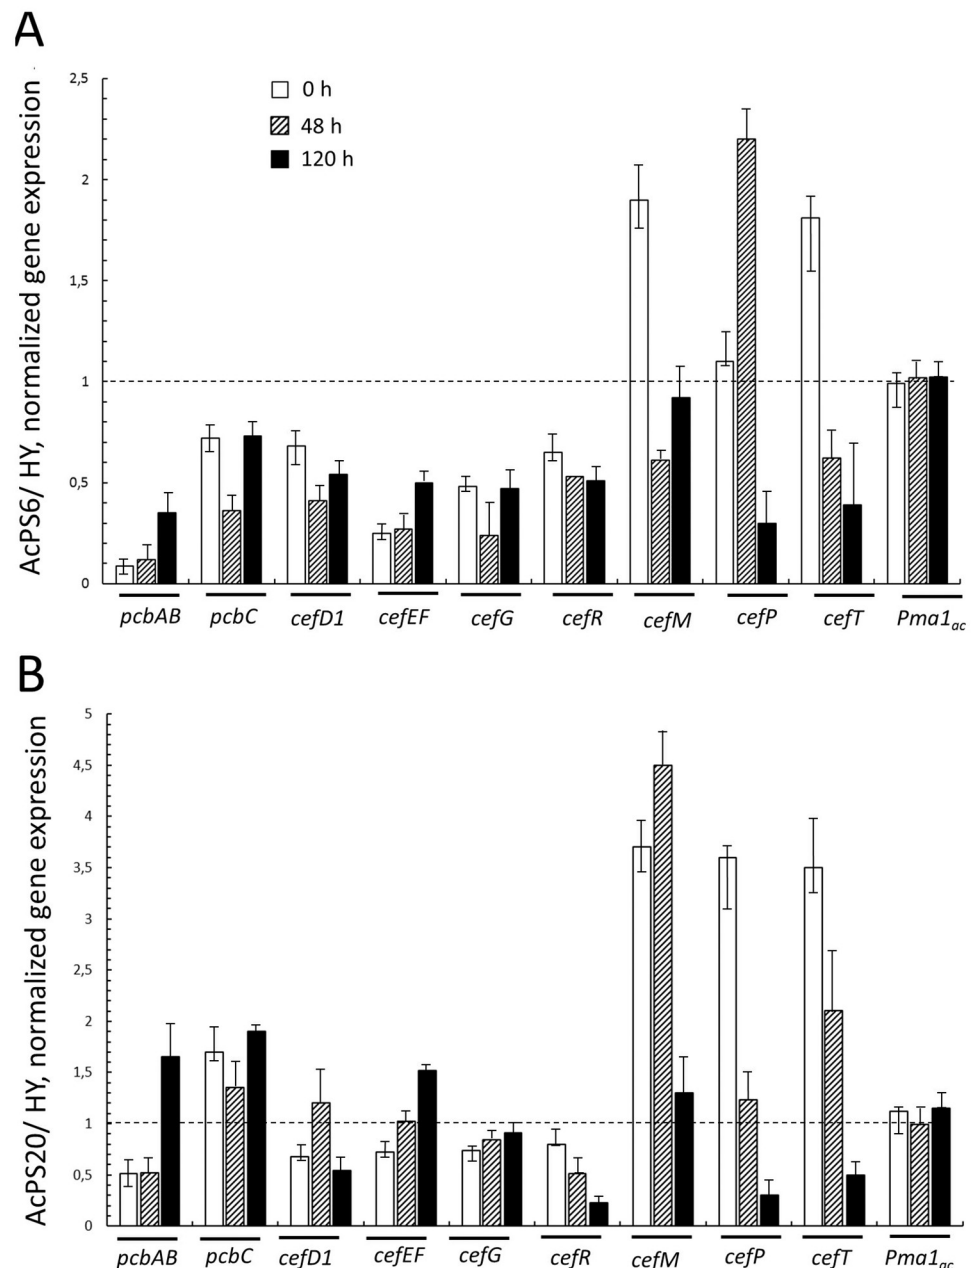 A
AcPS6/ HY, normalized gene expression
2,5
2
1,5
1
0,5
0
0 h
48 h
120 h
pcbAB pcbC cefD1 cefEF cefG cefR cefM cefP cefT Pma1ac
B
AcPS20/ HY, normalized gene expression
5
4,5
4
3,5
3
2,5
2
1,5
1
0,5
0
pcbAB pcbC cefD1 cefEF cefG cefR cefM cefP cefT Pma1ac